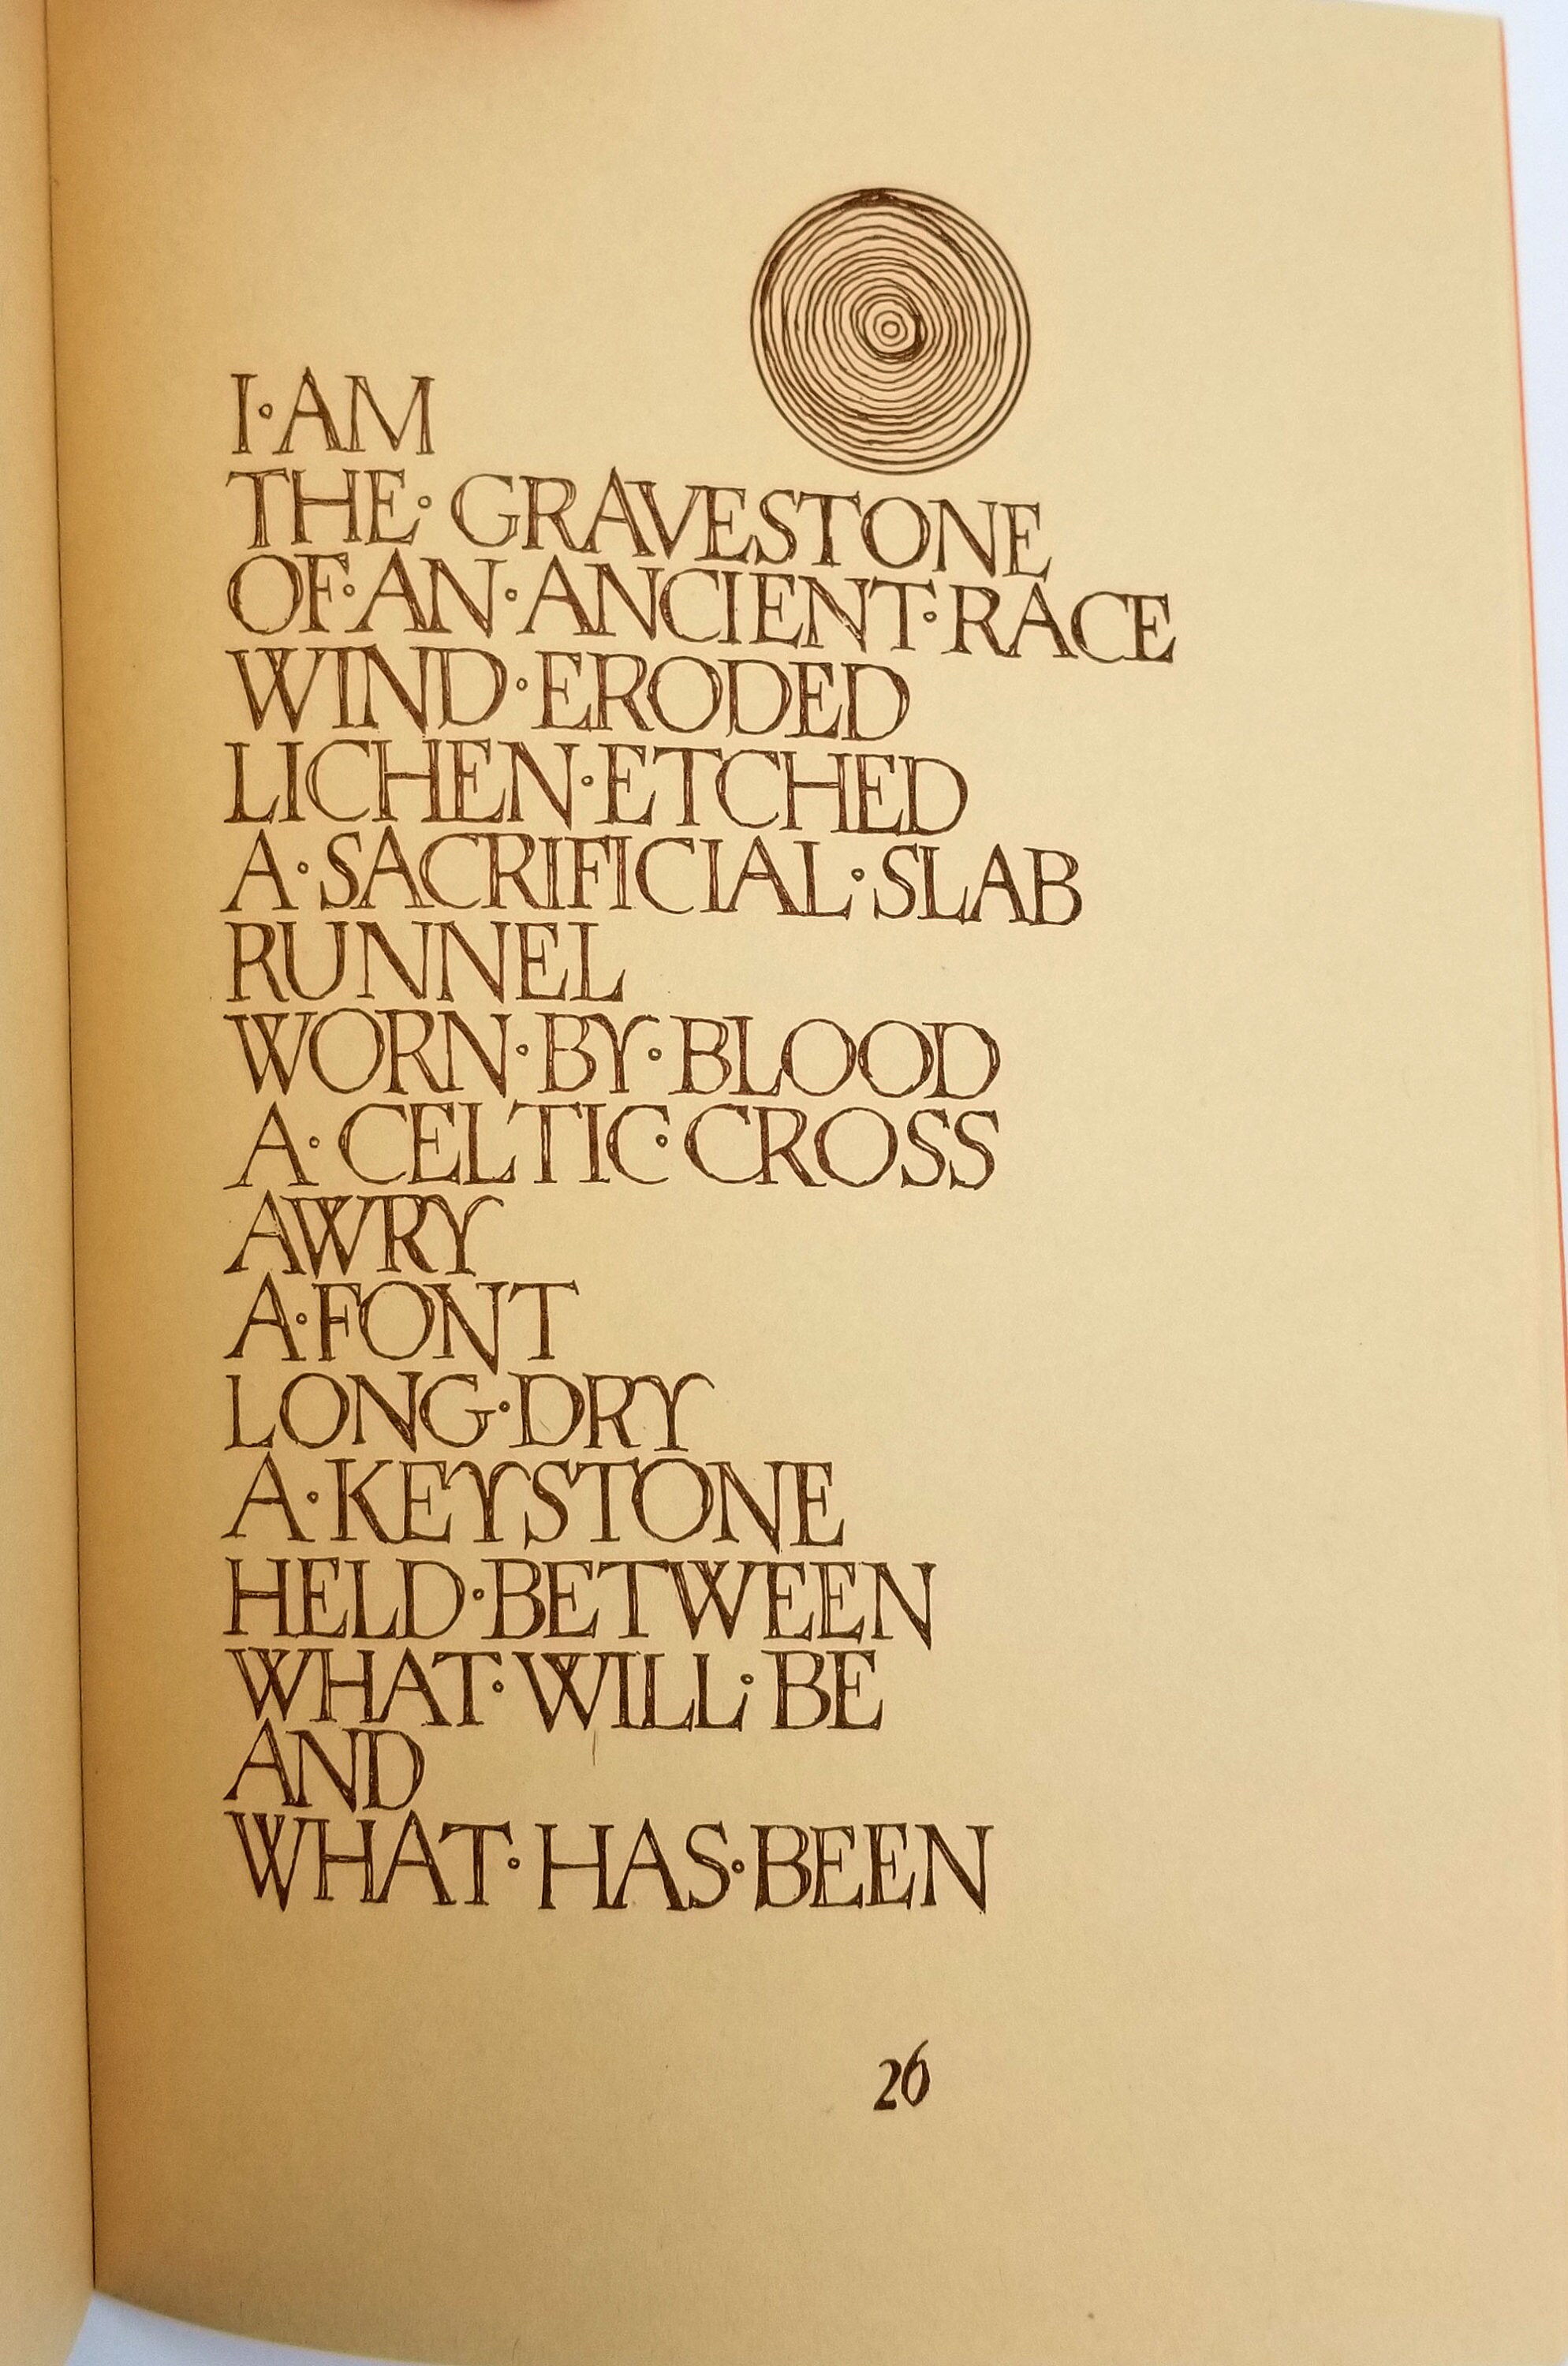 I·AM
THE·GRAVESTONE
OF·AN·ANCIENT·RACE
WIND·ERODED
LICHEN·ETCHED
A·SACRIFICIAL·SLAB
RUNNEL
WORN·BY·BLOOD
A·CELTIC·CROSS
AWRY
A·FONT
LONG·DRY
A·KEYSTONE
HELD·BETWEEN
WHAT·WILL·BE
AND
WHAT·HAS·BEEN
26